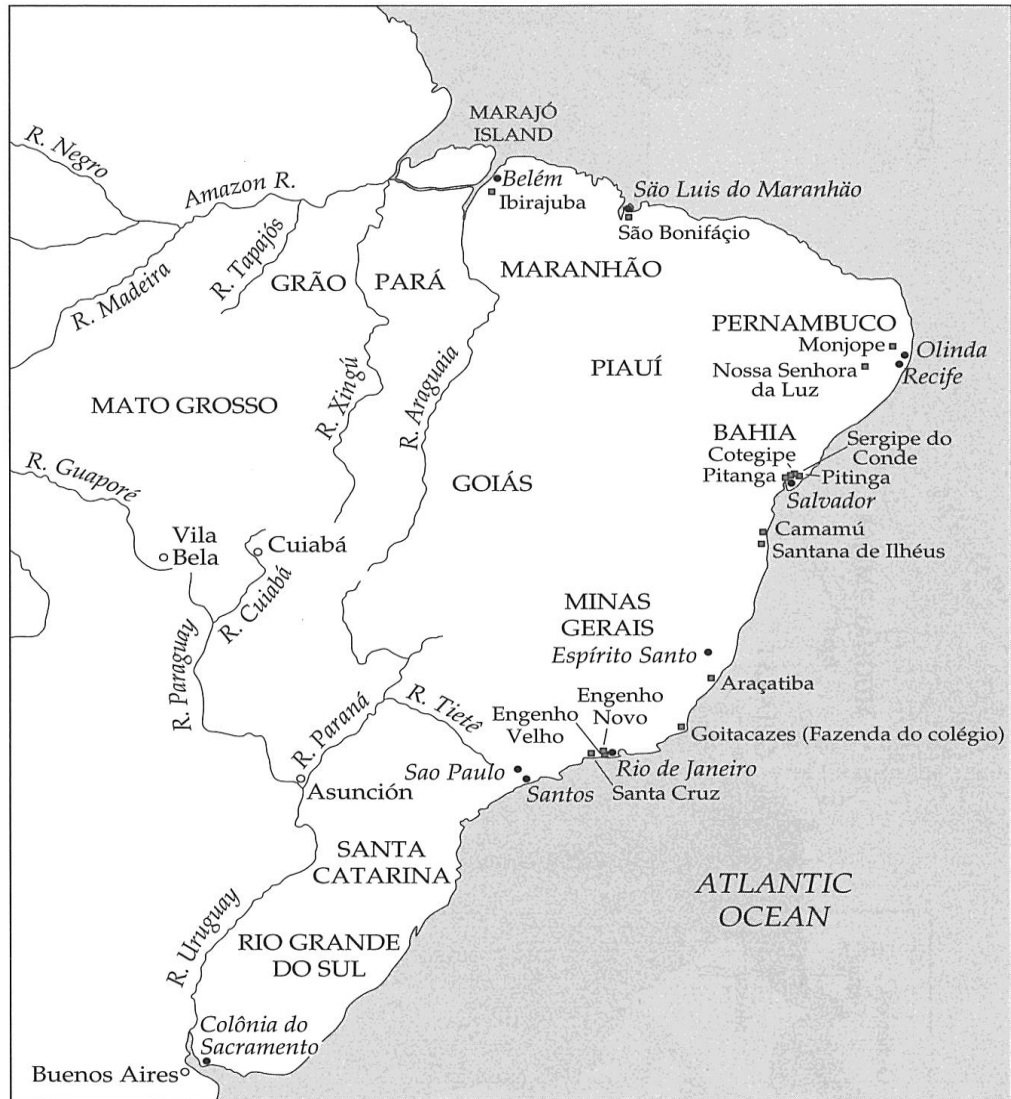 MARAJÓ
ISLAND
R. Negro
Amazon R.
Belém
Ibirajuba
Säo Luis do Maranhäo
São Bonifáçio
R. Madeira
R. Tapajós
GRÃO
PARÁ
MARANHÃO
PERNAMBUCO
Monjope
Olinda
Nossa Senhora
da Luz
Recife
PIAUÍ
R. Xingú
R. Araguaia
MATO GROSSO
BAHIA
Cotegipe
Pitanga
Sergipe do
Conde
Pitinga
Salvador
R. Guaporé
GOIÁS
Vila
Bela
Cuiabá
Camamú
Santana de Ilhéus
R. Cuiabá
MINAS
GERAIS
Espírito Santo
Araçatiba
R. Paraguay
R. Paraná
R. Tietê
Engenho
Velho
Engenho
Novo
Goitacazes (Fazenda do colégio)
Sao Paulo
Santos
Rio de Janeiro
Santa Cruz
Asunción
SANTA
CATARINA
ATLANTIC
OCEAN
R. Uruguay
RIO GRANDE
DO SUL
Colônia do
Sacramento
Buenos Aires